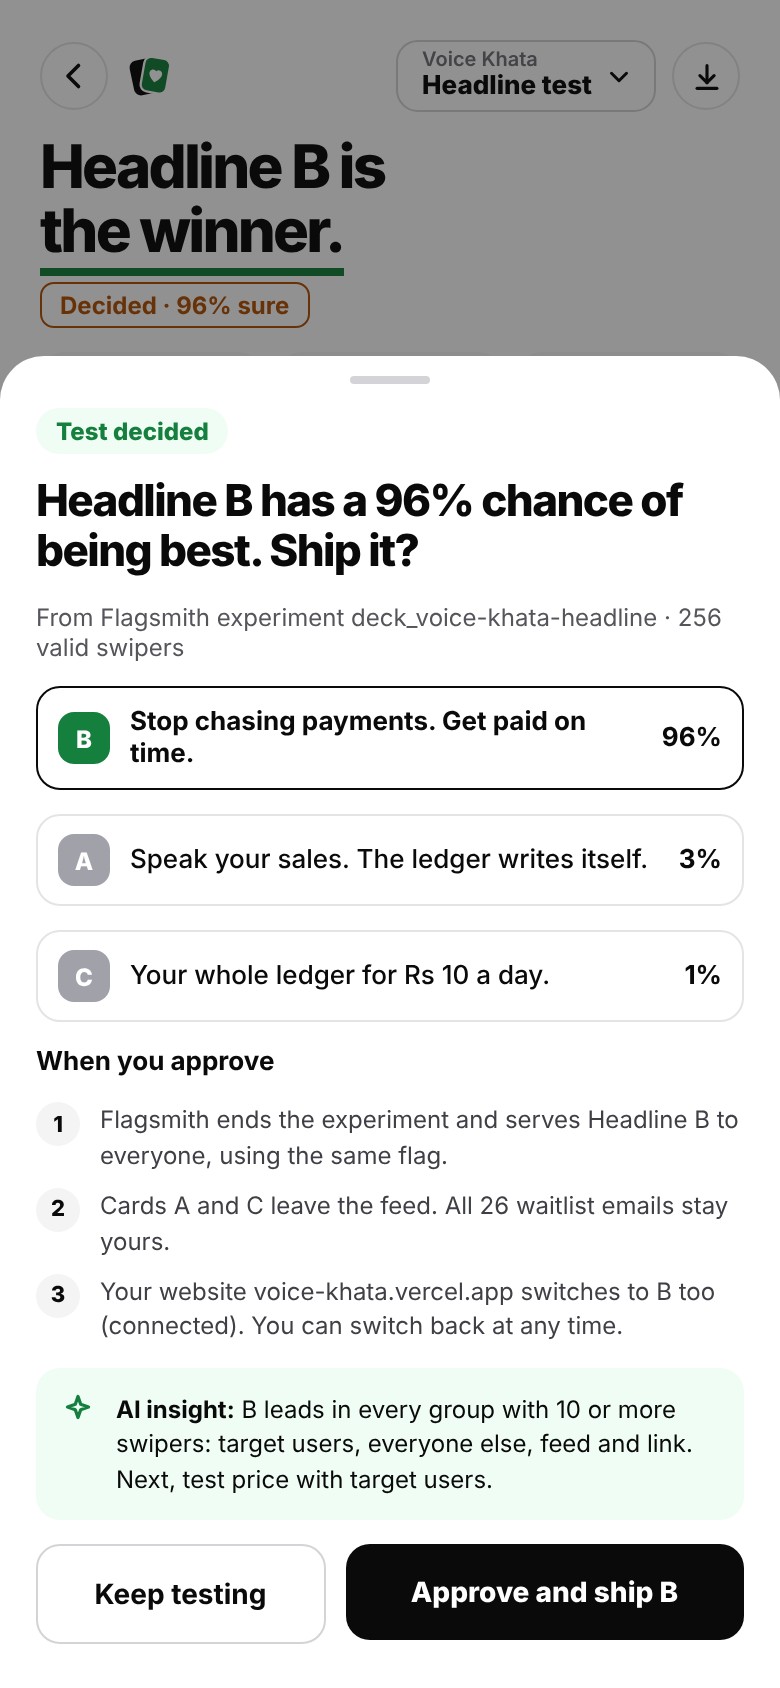 Voice Khata
Headline test
Headline B is
the winner.
Decided · 96% sure
Test decided
Headline B has a 96% chance of
being best. Ship it?
From Flagsmith experiment deck_voice-khata-headline · 256
valid swipers
B
Stop chasing payments. Get paid on
time.
96%
A
Speak your sales. The ledger writes itself.
3%
C
Your whole ledger for Rs 10 a day.
1%
When you approve
1
Flagsmith ends the experiment and serves Headline B to
everyone, using the same flag.
2
Cards A and C leave the feed. All 26 waitlist emails stay
yours.
3
Your website voice-khata.vercel.app switches to B too
(connected). You can switch back at any time.
AI insight: B leads in every group with 10 or more
swipers: target users, everyone else, feed and link.
Next, test price with target users.
Keep testing
Approve and ship B